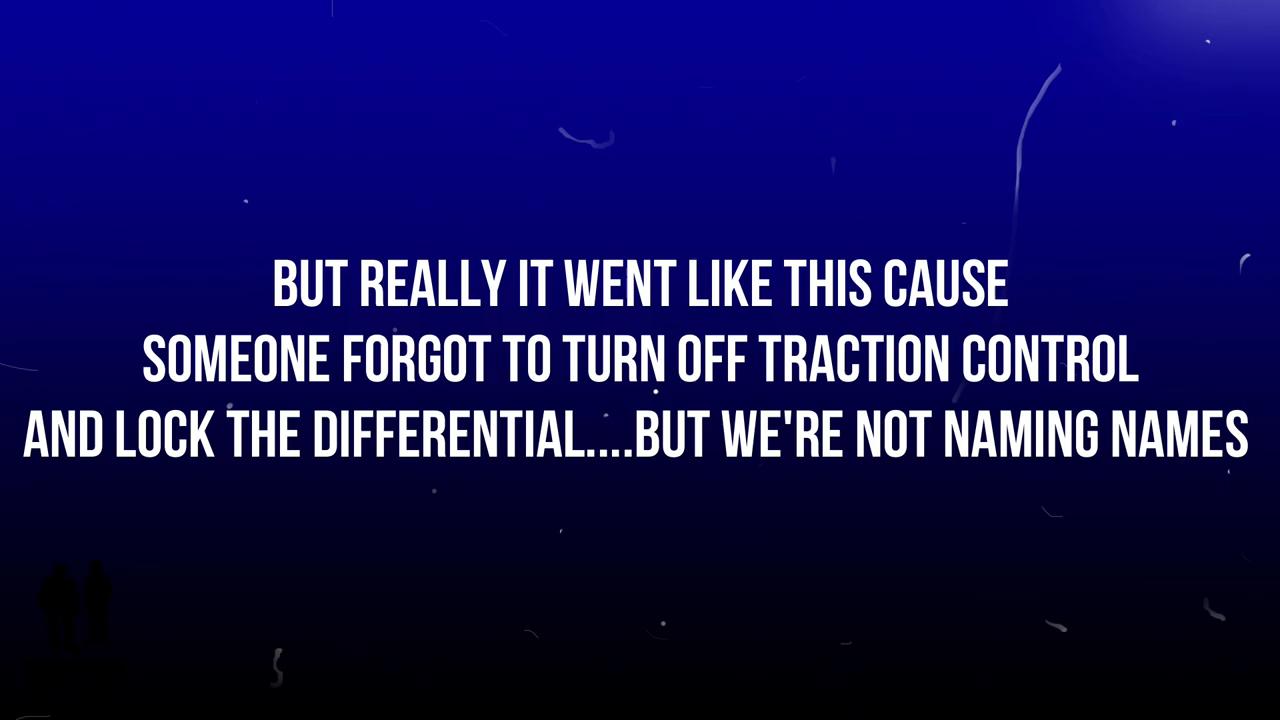 BUT REALLY IT WENT LIKE THIS CAUSE
SOMEONE FORGOT TO TURN OFF TRACTION CONTROL
AND LOCK THE DIFFERENTIAL....BUT WE'RE NOT NAMING NAMES